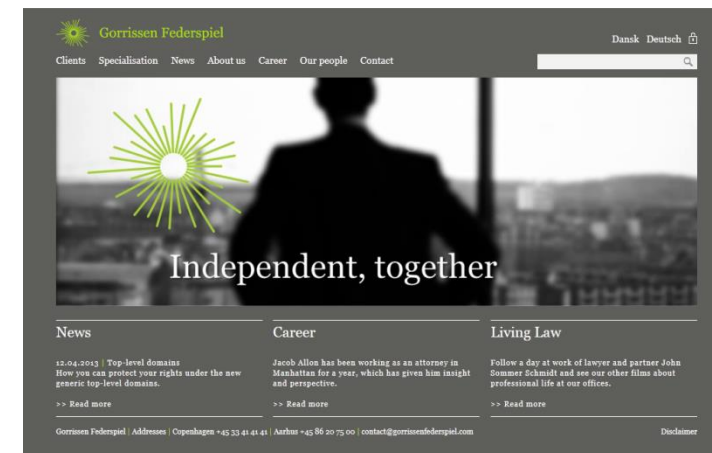 Gorrissen Federspiel
Dansk Deutsch
Clients Specialisation News About us Career Our people Contact
Independent, together
News
12.04.2013 | Top-level domains
How you can protect your rights under the new
generic top-level domains.
>> Read more
Career
Jacob Allon has been working as an attorney in
Manhattan for a year, which has given him insight
and perspective.
>> Read more
Living Law
Follow a day at work of lawyer and partner John
Sommer Schmidt and see our other films about
professional life at our offices.
>> Read more
Gorrissen Federspiel | Addresses | Copenhagen +45 33 41 41 41 | Aarhus +45 86 20 75 00 | contact@gorrissenfederspiel.com
Disclaimer